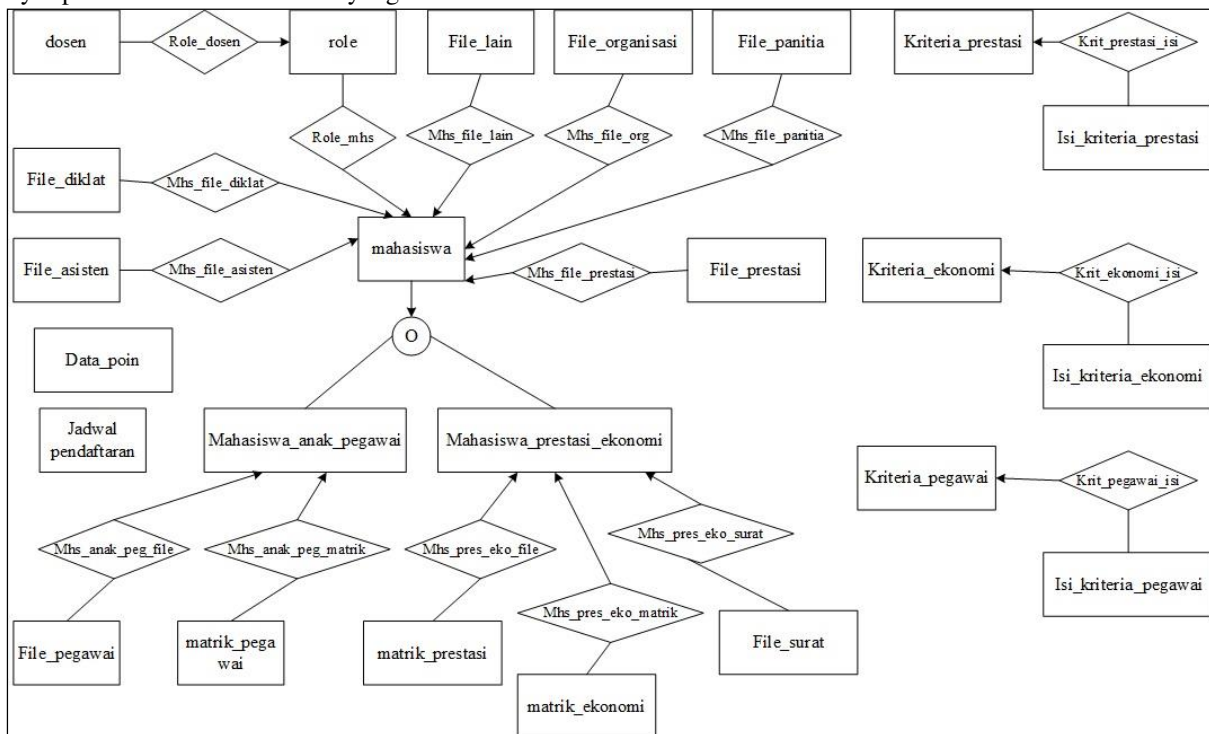 dosen
Role_dosen
role
File_lain
File_organisasi
File_panitia
Kriteria_prestasi
Krit_prestasi_isi
Role_mhs
Mhs_file_lain
Mhs_file_org
Mhs_file_panitia
Isi_kriteria_prestasi
File_diklat
Mhs_file_diklat
mahasiswa
File_asisten
Mhs_file_asisten
Mhs_file_prestasi
File_prestasi
Kriteria_ekonomi
Krit_ekonomi_isi
O
Data_poin
Isi_kriteria_ekonomi
Jadwal
pendaftaran
Mahasiswa_anak_pegawai
Mahasiswa_prestasi_ekonomi
Kriteria_pegawai
Krit_pegawai_isi
Mhs_anak_peg_file
Mhs_anak_peg_matrik
Mhs_pres_eko_file
Mhs_pres_eko_surat
Isi_kriteria_pegawai
Mhs_pres_eko_matrik
File_pegawai
matrik_pega
wai
matrik_prestasi
File_surat
matrik_ekonomi